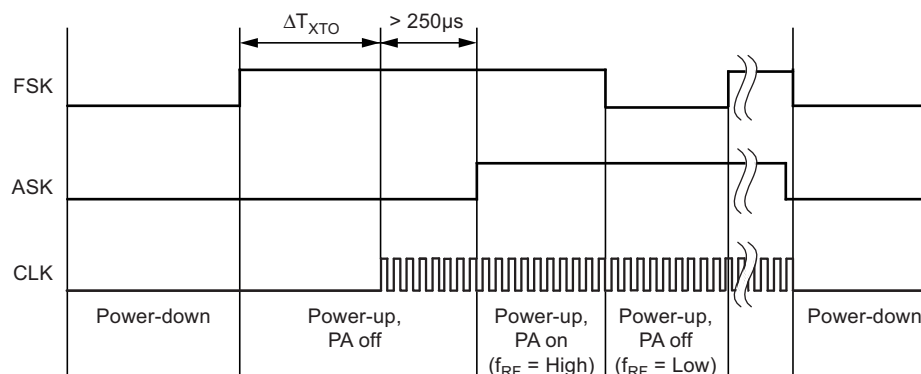 ΔT_XTO
> 250µs
FSK
ASK
CLK
Power-down
Power-up,
PA off
Power-up,
PA on
(f_RF = High)
Power-up,
PA off
(f_RF = Low)
Power-down